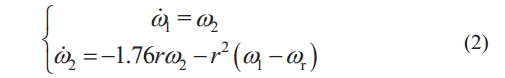 ω̇₁ = ω₂
ω̇₂ = −1.76rω₂ − r²(ω₁ − ωᵣ) (2)